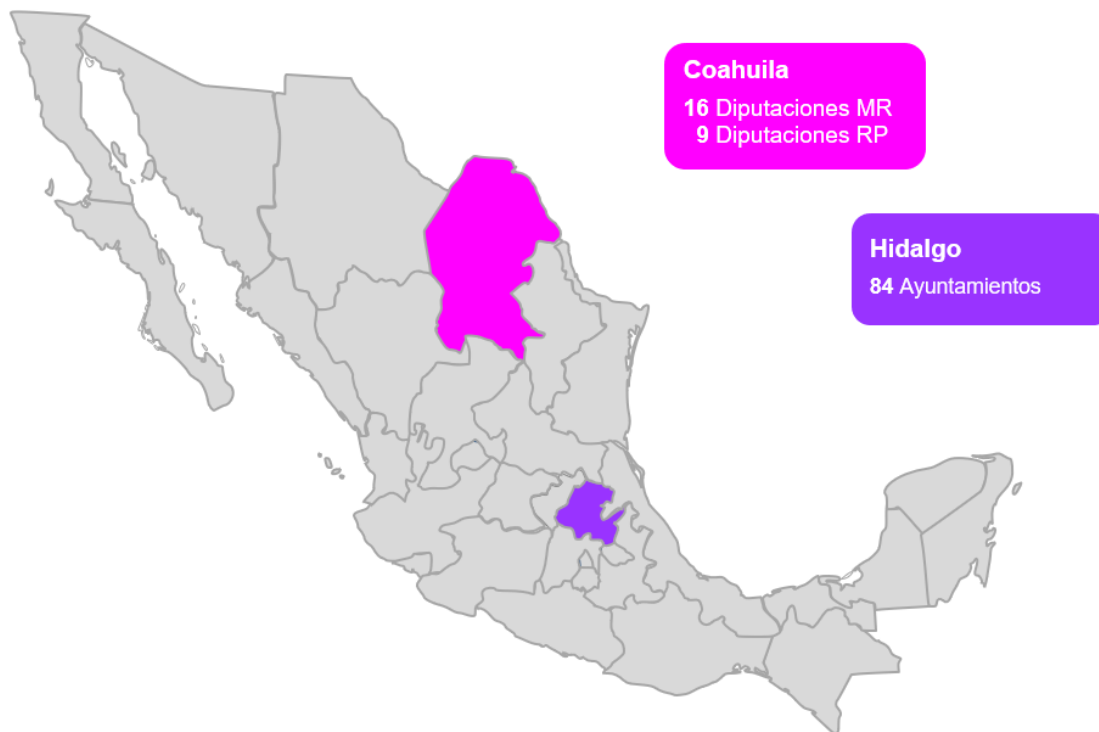 Coahuila
16 Diputaciones MR
9 Diputaciones RP
Hidalgo
84 Ayuntamientos